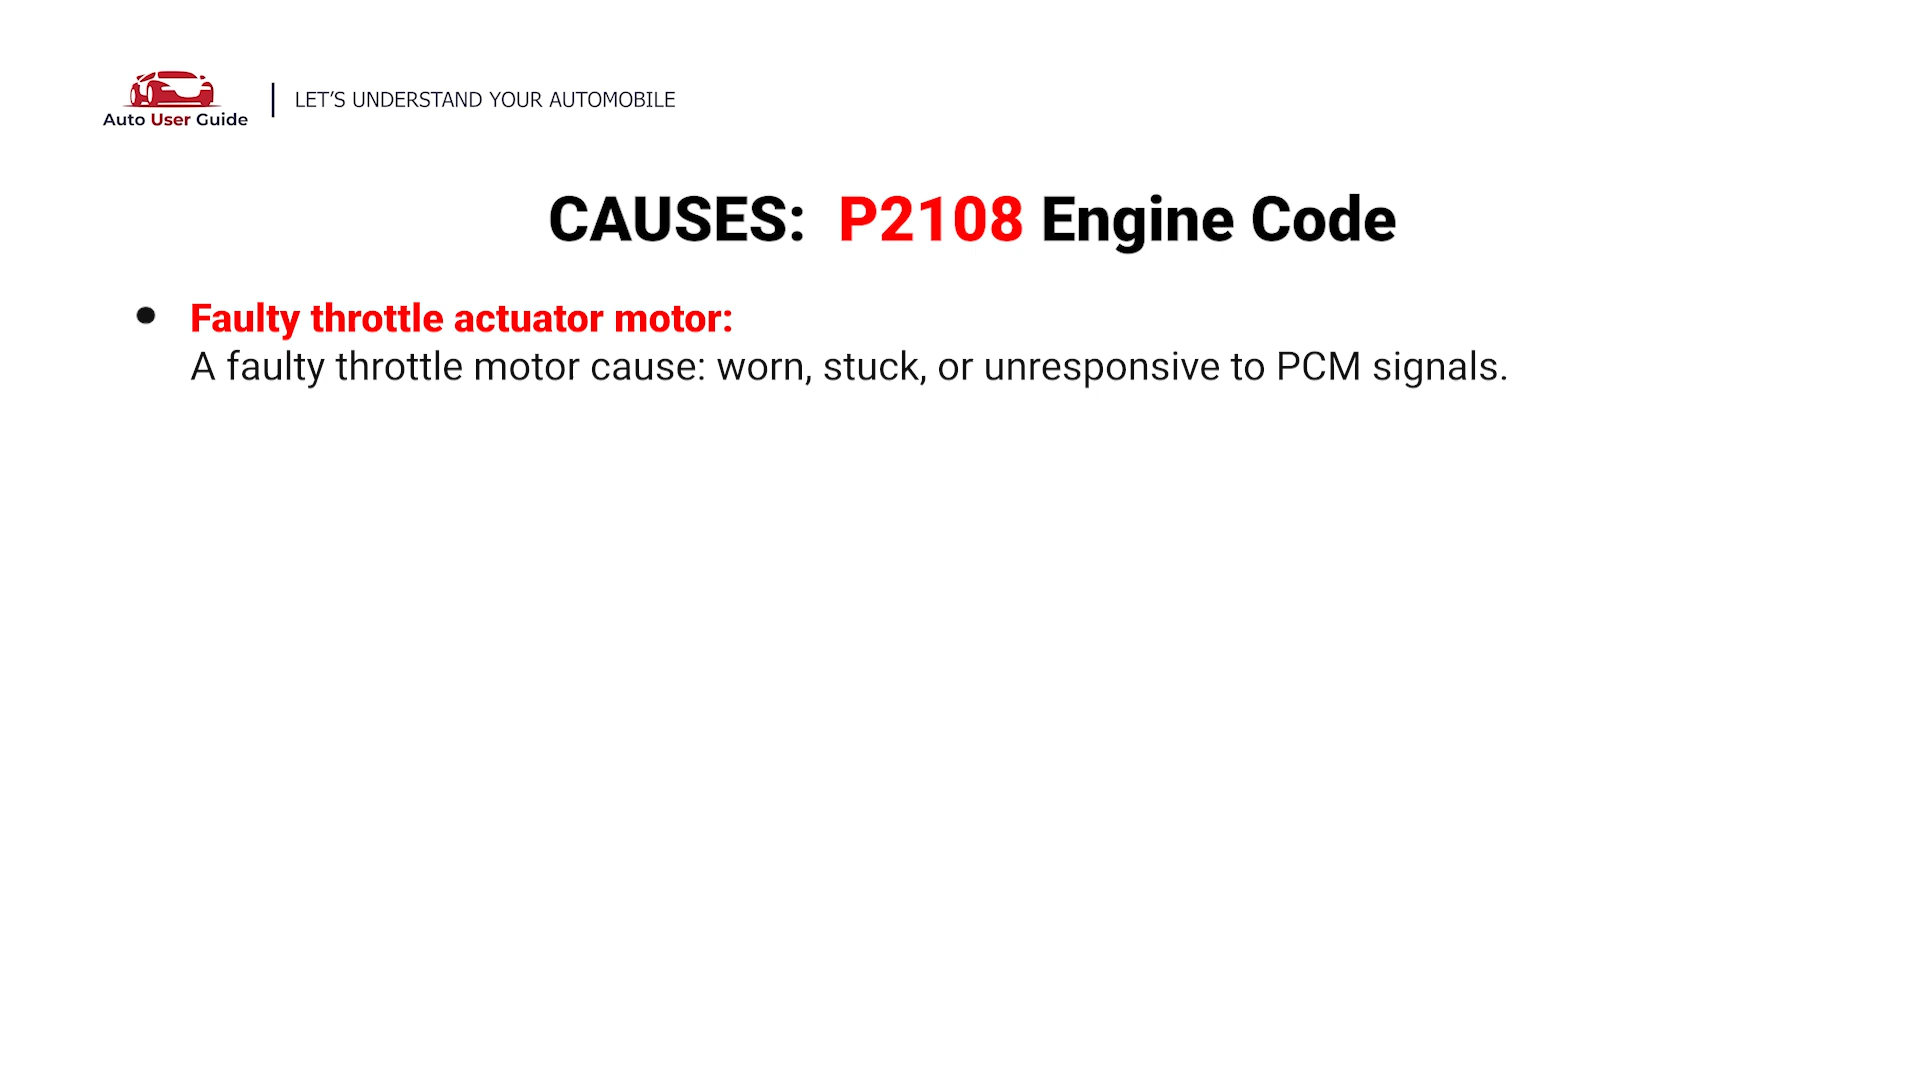 Auto User Guide
LET'S UNDERSTAND YOUR AUTOMOBILE
CAUSES: P2108 Engine Code
Faulty throttle actuator motor:
A faulty throttle motor cause: worn, stuck, or unresponsive to PCM signals.